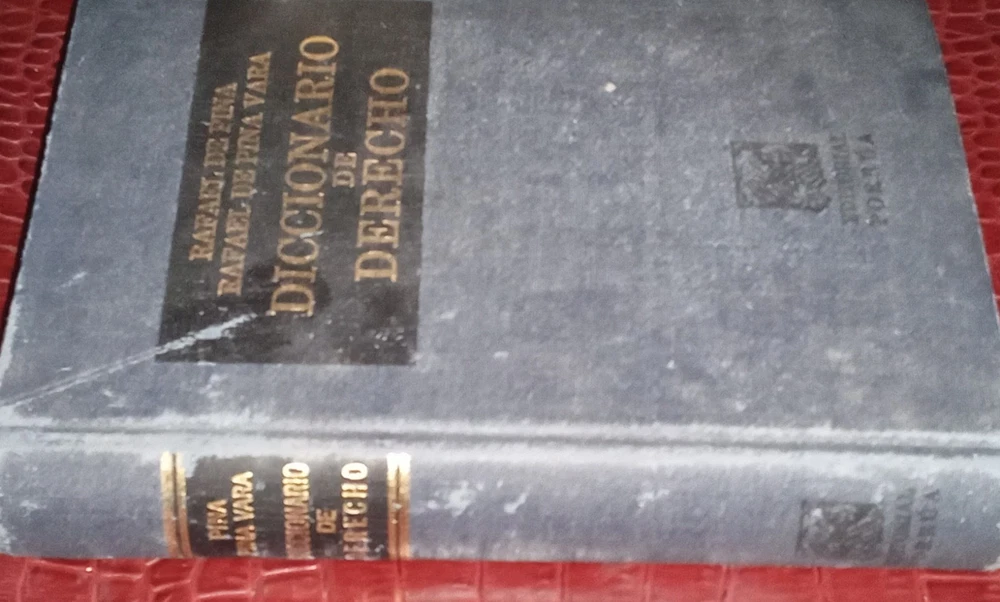 RAFAEL DE PINA
RAFAEL DE PINA VARA
DICCIONARIO
DE
DERECHO
EDITORIAL
PORRUA
PINA
PINA VARA
DICCIONARIO
DE
DERECHO